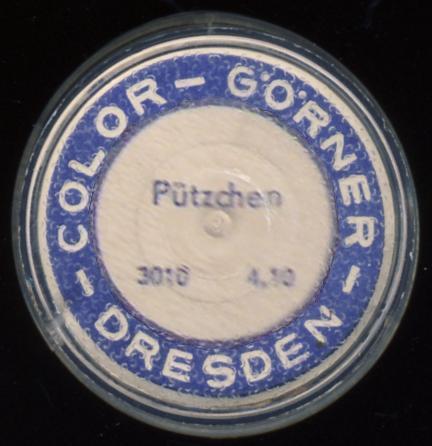 COLOR – GÖRNER
– DRESDEN –
Pützchen
3010 4,10